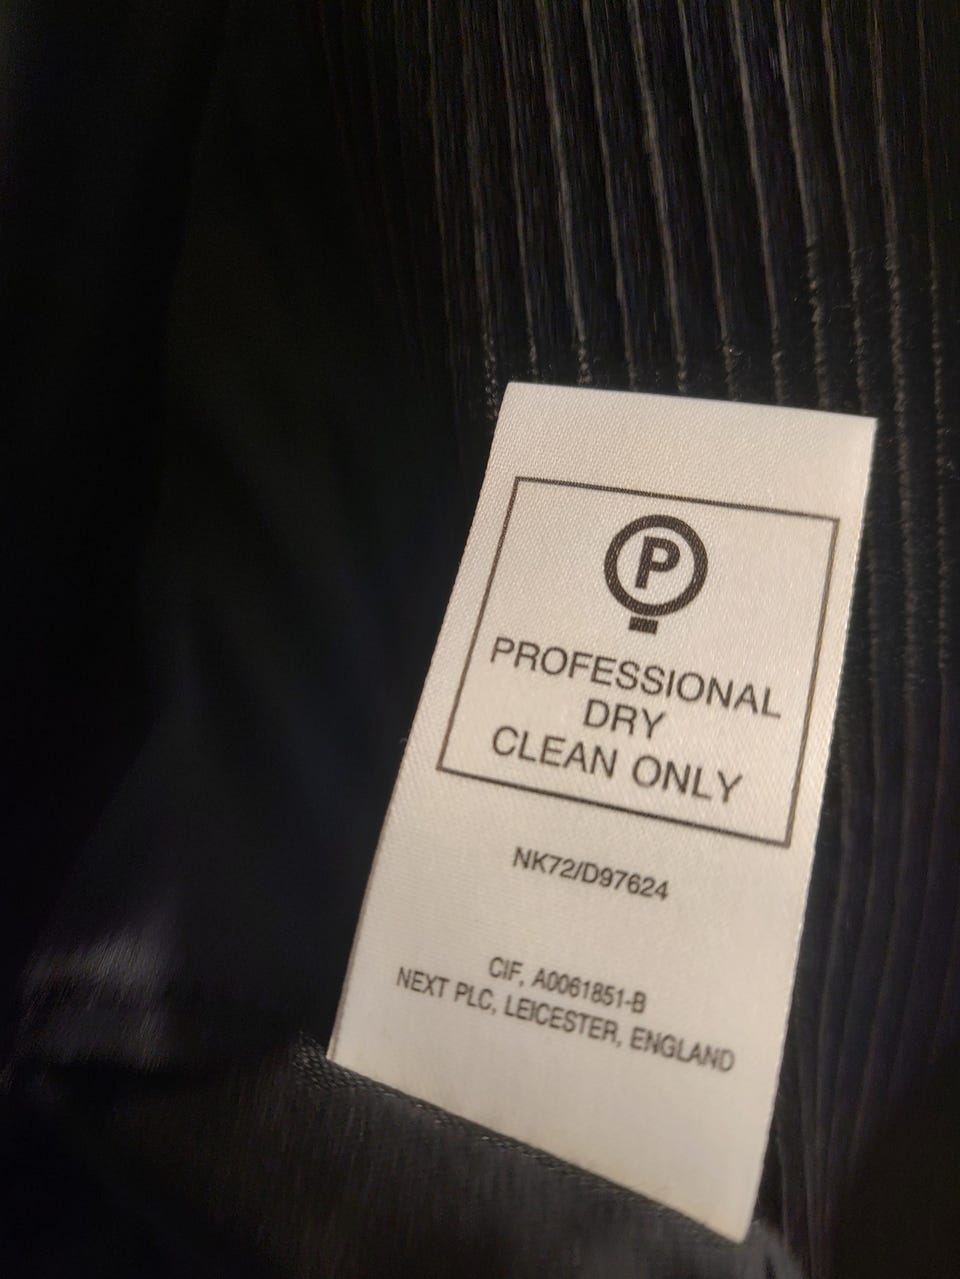 P
PROFESSIONAL
DRY
CLEAN ONLY
NK72/D97624
CIF, A0061851-B
NEXT PLC, LEICESTER, ENGLAND